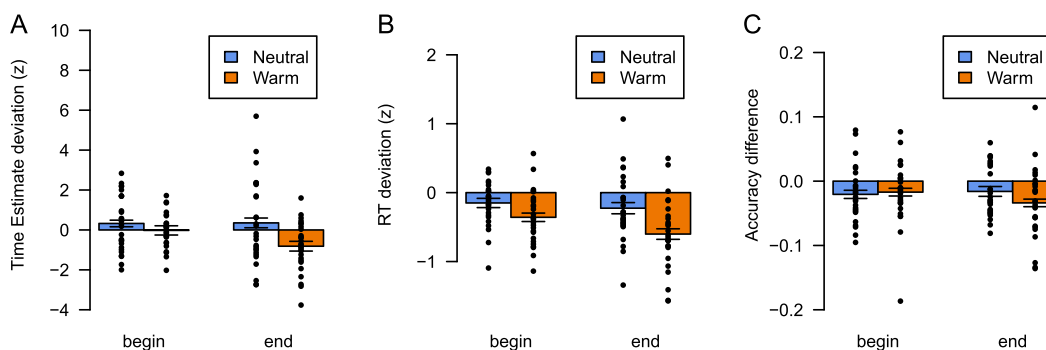 A
Time Estimate deviation (z)
10
8
6
4
2
0
−2
−4
Neutral
Warm
begin
end
B
RT deviation (z)
2
1
0
−1
Neutral
Warm
begin
end
C
Accuracy difference
0.2
0.1
0.0
−0.1
−0.2
Neutral
Warm
begin
end